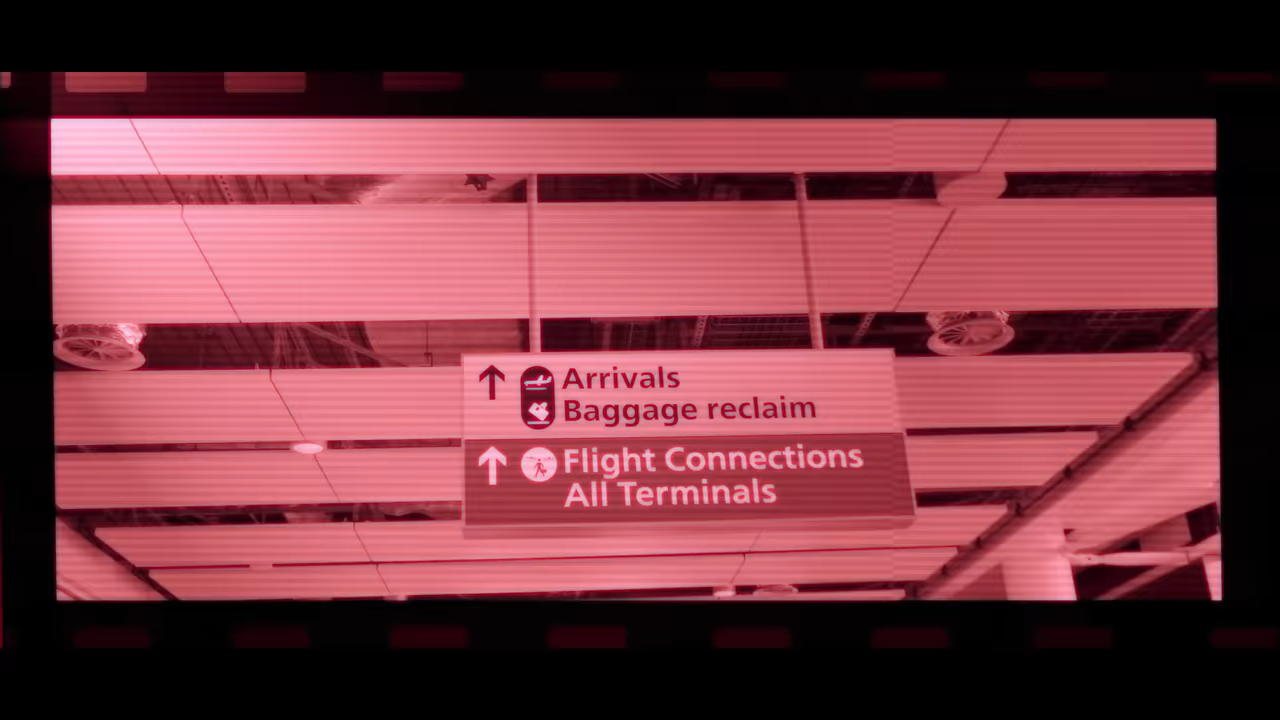 Arrivals
Baggage reclaim
Flight Connections
All Terminals